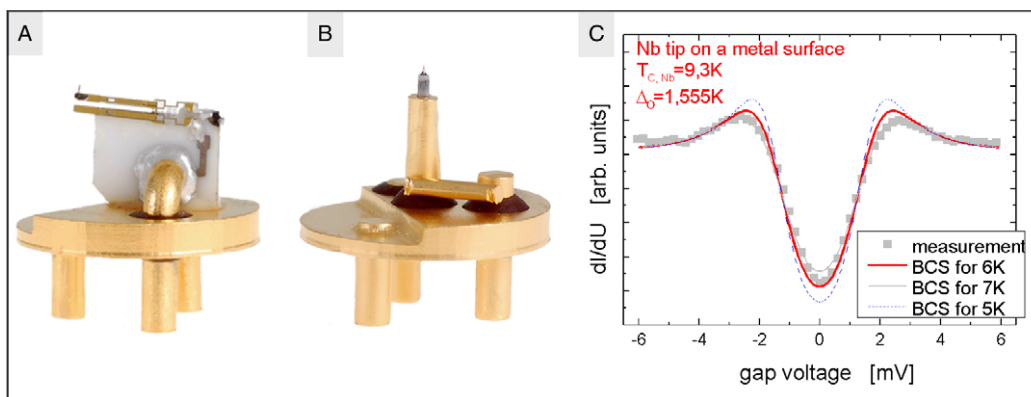 A
B
C
Nb tip on a metal surface
T_C, Nb=9,3K
Δ_0=1,555K
dI/dU [arb. units]
measurement
BCS for 6K
BCS for 7K
BCS for 5K
-6 -4 -2 0 2 4 6
gap voltage [mV]